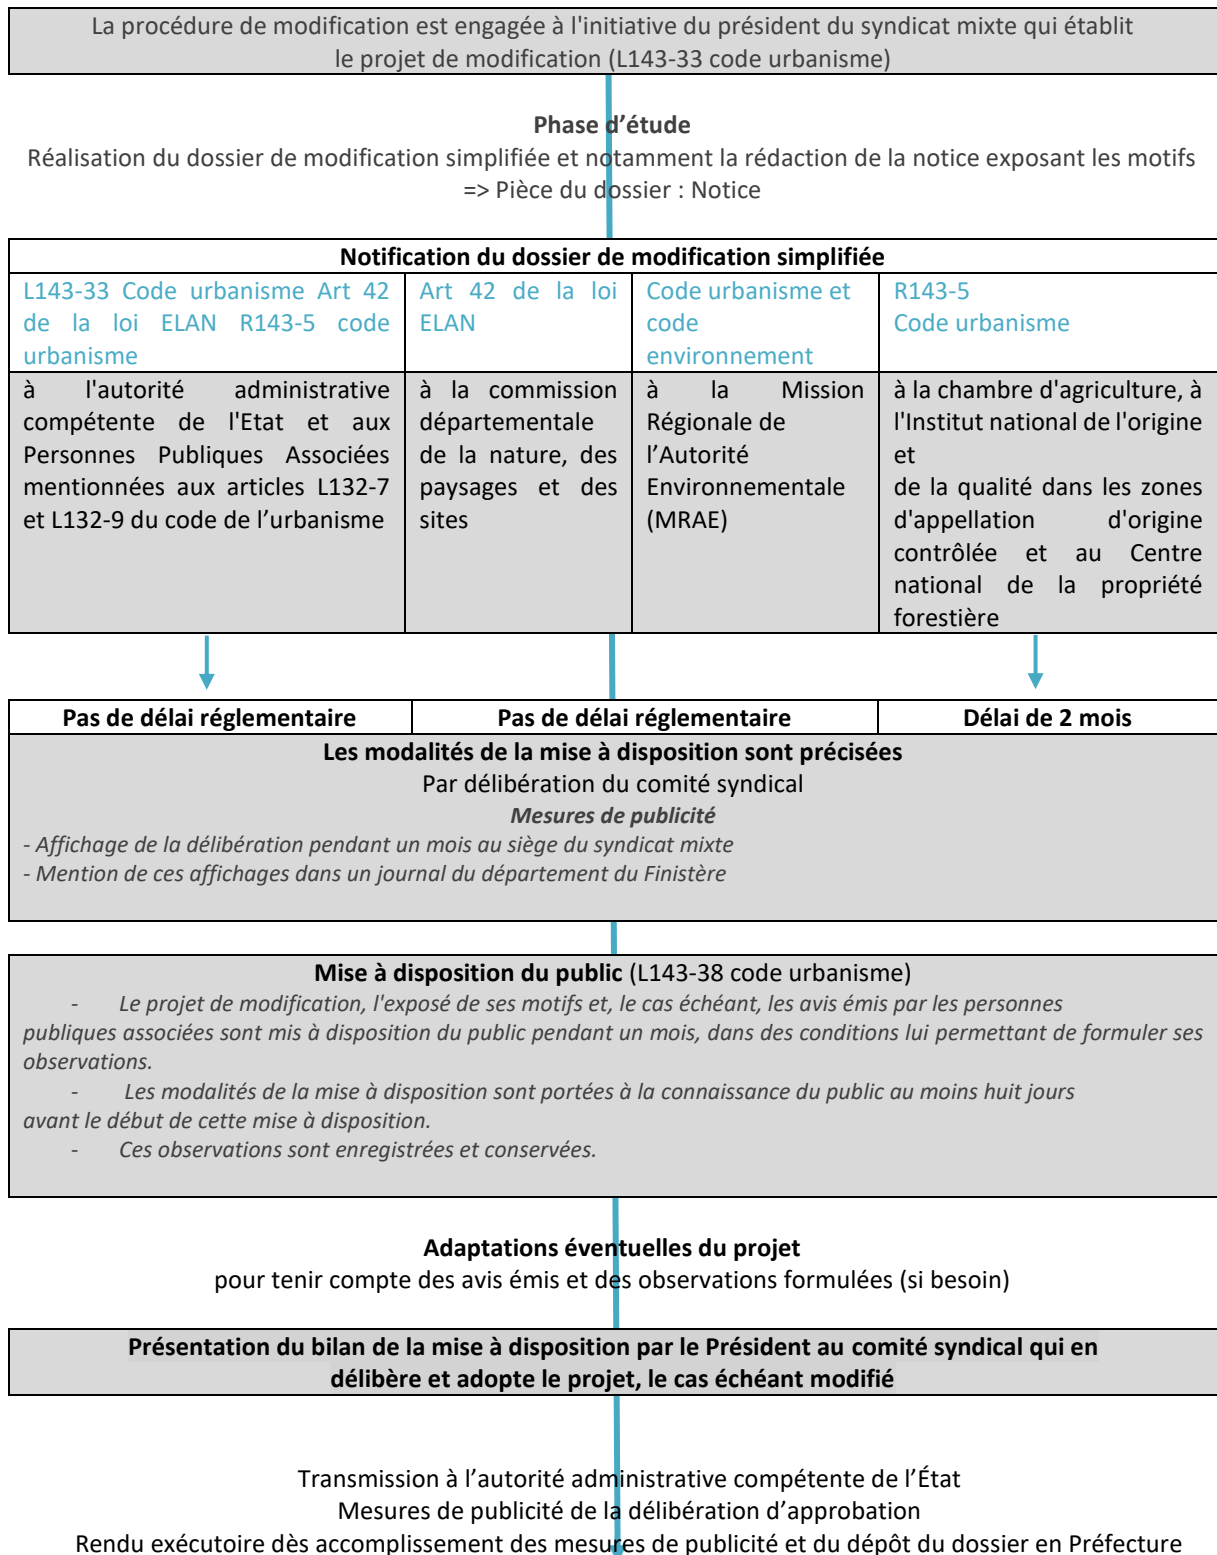 La procédure de modification est engagée à l'initiative du président du syndicat mixte qui établit
le projet de modification (L143-33 code urbanisme)
Phase d'étude
Réalisation du dossier de modification simplifiée et notamment la rédaction de la notice exposant les motifs
=> Pièce du dossier : Notice
Notification du dossier de modification simplifiée
L143-33 Code urbanisme Art 42
de la loi ELAN R143-5 code
urbanisme
Art 42 de la loi
ELAN
Code urbanisme et
code
environnement
R143-5
Code urbanisme
à l'autorité administrative
compétente de l'Etat et aux
Personnes Publiques Associées
mentionnées aux articles L132-7
et L132-9 du code de l’urbanisme
à la commission
départementale
de la nature, des
paysages et des
sites
à la Mission
Régionale de
l’Autorité
Environnementale
(MRAE)
à la chambre d'agriculture, à
l'Institut national de l'origine
et
de la qualité dans les zones
d'appellation d'origine
contrôlée et au Centre
national de la propriété
forestière
Pas de délai réglementaire
Pas de délai réglementaire
Délai de 2 mois
Les modalités de la mise à disposition sont précisées
Par délibération du comité syndical
Mesures de publicité
- Affichage de la délibération pendant un mois au siège du syndicat mixte
- Mention de ces affichages dans un journal du département du Finistère
Mise à disposition du public (L143-38 code urbanisme)
- Le projet de modification, l'exposé de ses motifs et, le cas échéant, les avis émis par les personnes
publiques associées sont mis à disposition du public pendant un mois, dans des conditions lui permettant de formuler ses
observations.
- Les modalités de la mise à disposition sont portées à la connaissance du public au moins huit jours
avant le début de cette mise à disposition.
- Ces observations sont enregistrées et conservées.
Adaptations éventuelles du projet
pour tenir compte des avis émis et des observations formulées (si besoin)
Présentation du bilan de la mise à disposition par le Président au comité syndical qui en
délibère et adopte le projet, le cas échéant modifié
Transmission à l’autorité administrative compétente de l’État
Mesures de publicité de la délibération d’approbation
Rendu exécutoire dès accomplissement des mesures de publicité et du dépôt du dossier en Préfecture